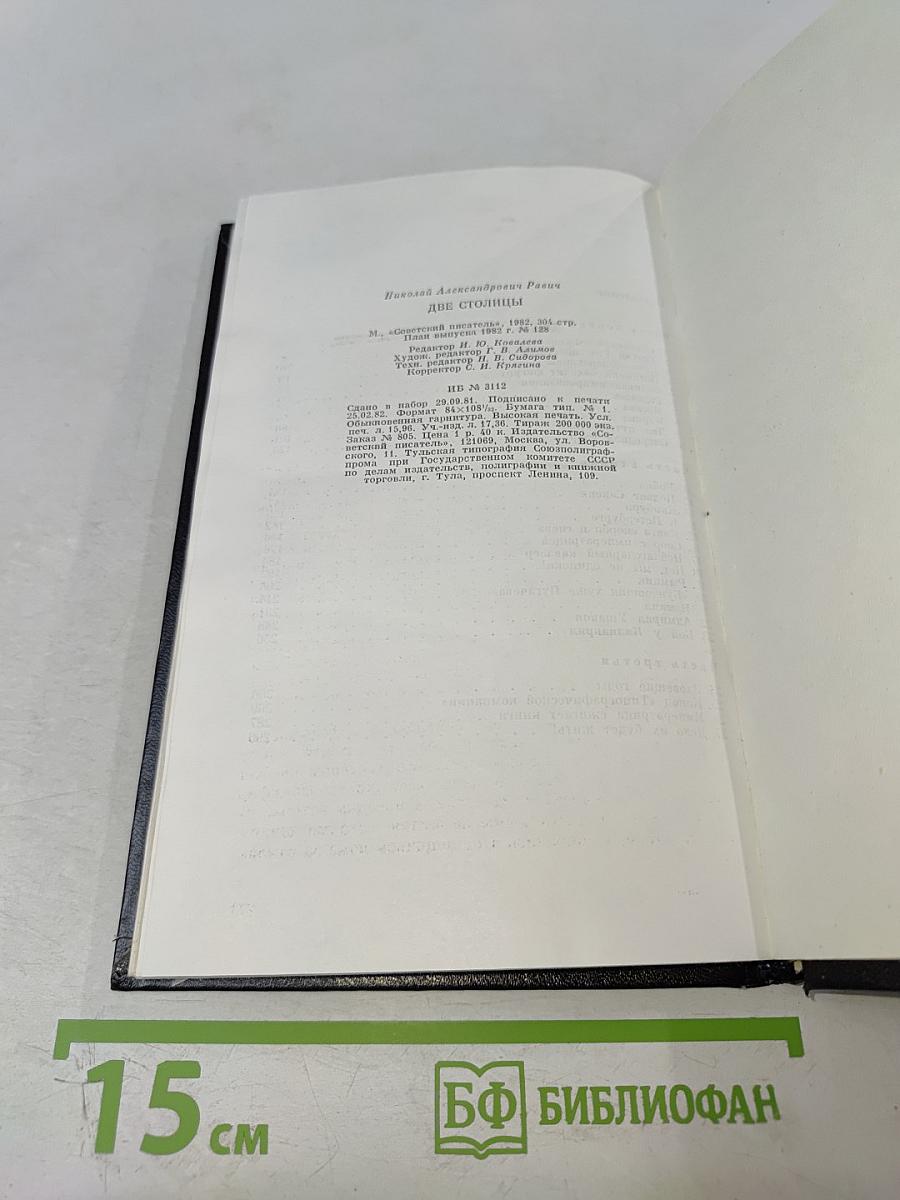 Николай Александрович Равич
ДВЕ СТОЛИЦЫ
М., «Советский писатель», 1982, 304 стр.
План выпуска 1982 г. № 128
Редактор И. Ю. Ковалева
Худож. редактор Г. В. Алимов
Техн. редактор Н. В. Сидорова
Корректор С. И. Крягина
ИБ № 3112
Сдано в набор 29.09.81. Подписано к печати
25.02.82. Формат 84×108¹/₃₂. Бумага тип. № 1.
Обыкновенная гарнитура. Высокая печать. Усл.
печ. л. 15,96. Уч.-изд. л. 17,36. Тираж 200 000 экз.
Заказ № 805. Цена 1 р. 40 к. Издательство «Со-
ветский писатель», 121069, Москва, ул. Воров-
ского, 11. Тульская типография Союзполиграф-
прома при Государственном комитете СССР
по делам издательств, полиграфии и книжной
торговли, г. Тула, проспект Ленина, 109.
15 см
БФ БИБЛИОФАН